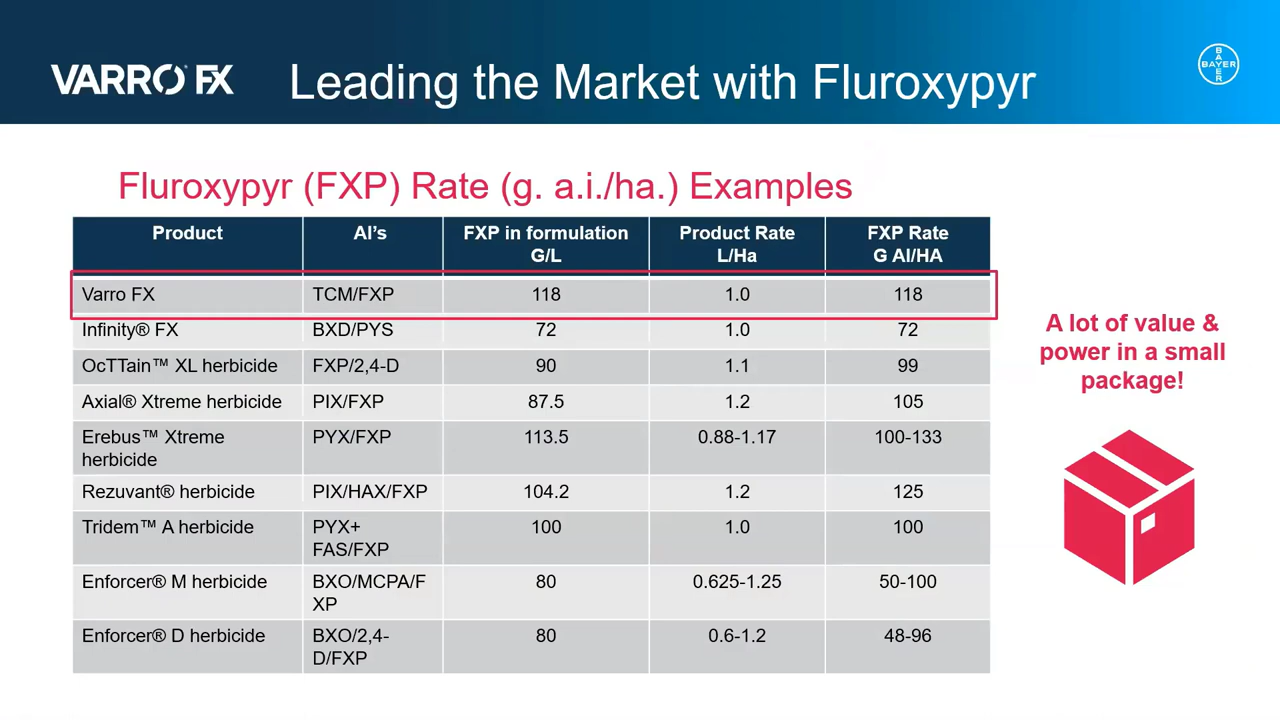 VARRO® FX
Leading the Market with Fluroxypyr
BAYER
BAYER
Fluroxypyr (FXP) Rate (g. a.i./ha.) Examples
Product AI's FXP in formulation G/L Product Rate L/Ha FXP Rate G AI/HA
Varro FX TCM/FXP 118 1.0 118
Infinity® FX BXD/PYS 72 1.0 72
OcTTain™ XL herbicide FXP/2,4-D 90 1.1 99
Axial® Xtreme herbicide PIX/FXP 87.5 1.2 105
Erebus™ Xtreme herbicide PYX/FXP 113.5 0.88-1.17 100-133
Rezuvant® herbicide PIX/HAX/FXP 104.2 1.2 125
Tridem™ A herbicide PYX+ FAS/FXP 100 1.0 100
Enforcer® M herbicide BXO/MCPA/F XP 80 0.625-1.25 50-100
Enforcer® D herbicide BXO/2,4- D/FXP 80 0.6-1.2 48-96
A lot of value &
power in a small
package!